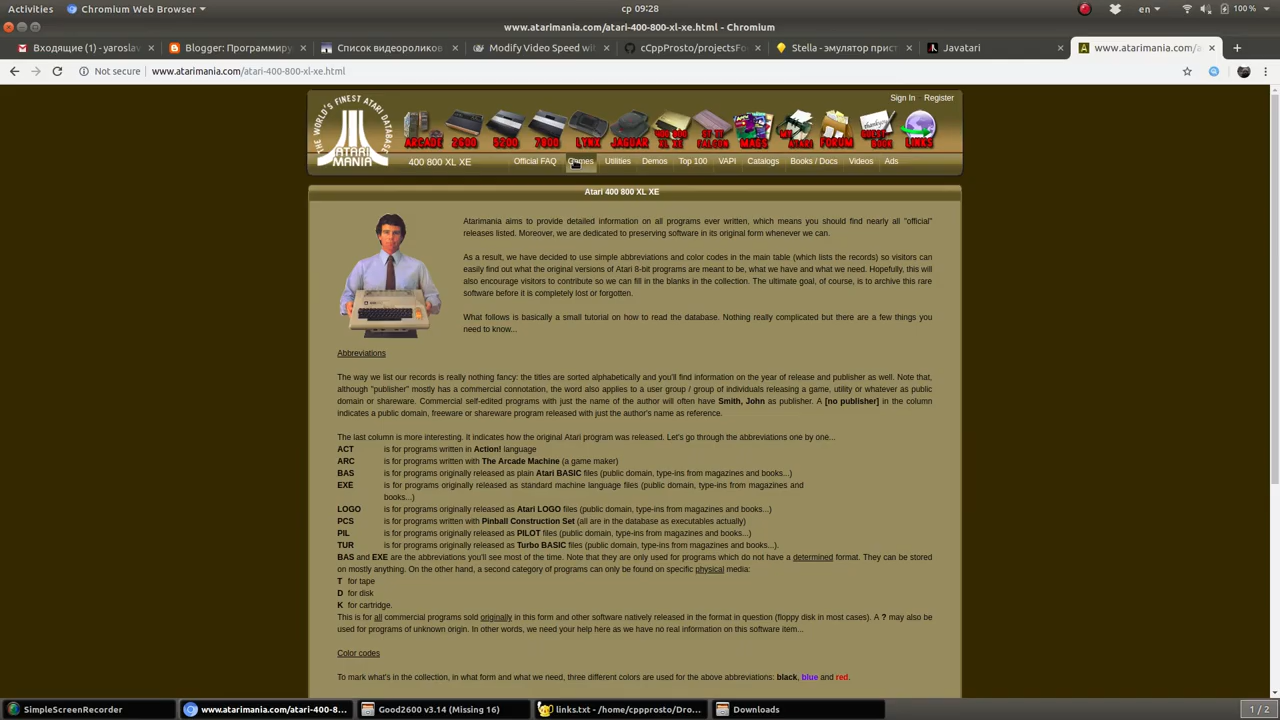 Activities
Chromium Web Browser
ср 09:28
en
100 %
www.atarimania.com/atari-400-800-xl-xe.html - Chromium
Входящие (1) - yaroslav
Blogger: Программиру
Список видеороликов
Modify Video Speed wit
cCppProsto/projectsFo
Stella - эмулятор прист
Javatari
www.atarimania.com/a
Not secure
www.atarimania.com/atari-400-800-xl-xe.html
Sign In
Register
THE WORLD'S FINEST ATARI DATABASE
ATARI MANIA
ARCADE
2600
5200
7800
LYNX
JAGUAR
400 800 XL XE
ST TT FALCON
MAGS
MY ATARI
FORUM
GUEST BOOK
LINKS
400 800 XL XE
Official FAQ
Games
Utilities
Demos
Top 100
VAPI
Catalogs
Books / Docs
Videos
Ads
Atari 400 800 XL XE
Atarimania aims to provide detailed information on all programs ever written, which means you should find nearly all "official"
releases listed. Moreover, we are dedicated to preserving software in its original form whenever we can.
As a result, we have decided to use simple abbreviations and color codes in the main table (which lists the records) so visitors can
easily find out what the original versions of Atari 8-bit programs are meant to be, what we have and what we need. Hopefully, this will
also encourage visitors to contribute so we can fill in the blanks in the collection. The ultimate goal, of course, is to archive this rare
software before it is completely lost or forgotten.
What follows is basically a small tutorial on how to read the database. Nothing really complicated but there are a few things you
need to know...
Abbreviations
The way we list our records is really nothing fancy: the titles are sorted alphabetically and you'll find information on the year of release and publisher as well. Note that,
although "publisher" mostly has a commercial connotation, the word also applies to a user group / group of individuals releasing a game, utility or whatever as public
domain or shareware. Commercial self-edited programs with just the name of the author will often have Smith, John as publisher. A [no publisher] in the column
indicates a public domain, freeware or shareware program released with just the author's name as reference.
The last column is more interesting. It indicates how the original Atari program was released. Let's go through the abbreviations one by one...
ACT is for programs written in Action! language
ARC is for programs written with The Arcade Machine (a game maker)
BAS is for programs originally released as plain Atari BASIC files (public domain, type-ins from magazines and books...)
EXE is for programs originally released as standard machine language files (public domain, type-ins from magazines and
books...)
LOGO is for programs originally released as Atari LOGO files (public domain, type-ins from magazines and books...)
PCS is for programs written with Pinball Construction Set (all are in the database as executables actually)
PIL is for programs originally released as PILOT files (public domain, type-ins from magazines and books...)
TUR is for programs originally released as Turbo BASIC files (public domain, type-ins from magazines and books...).
BAS and EXE are the abbreviations you'll see most of the time. Note that they are only used for programs which do not have a determined format. They can be stored
on mostly anything. On the other hand, a second category of programs can only be found on specific physical media:
T for tape
D for disk
K for cartridge.
This is for all commercial programs sold originally in this form and other software natively released in the format in question (floppy disk in most cases). A ? may also be
used for programs of unknown origin. In other words, we need your help here as we have no real information on this software item...
Color codes
To mark what's in the collection, in what form and what we need, three different colors are used for the above abbreviations: black, blue and red.
SimpleScreenRecorder
www.atarimania.com/atari-400-8...
Good2600 v3.14 (Missing 16)
links.txt - /home/cppprosto/Dro...
Downloads
1 / 2